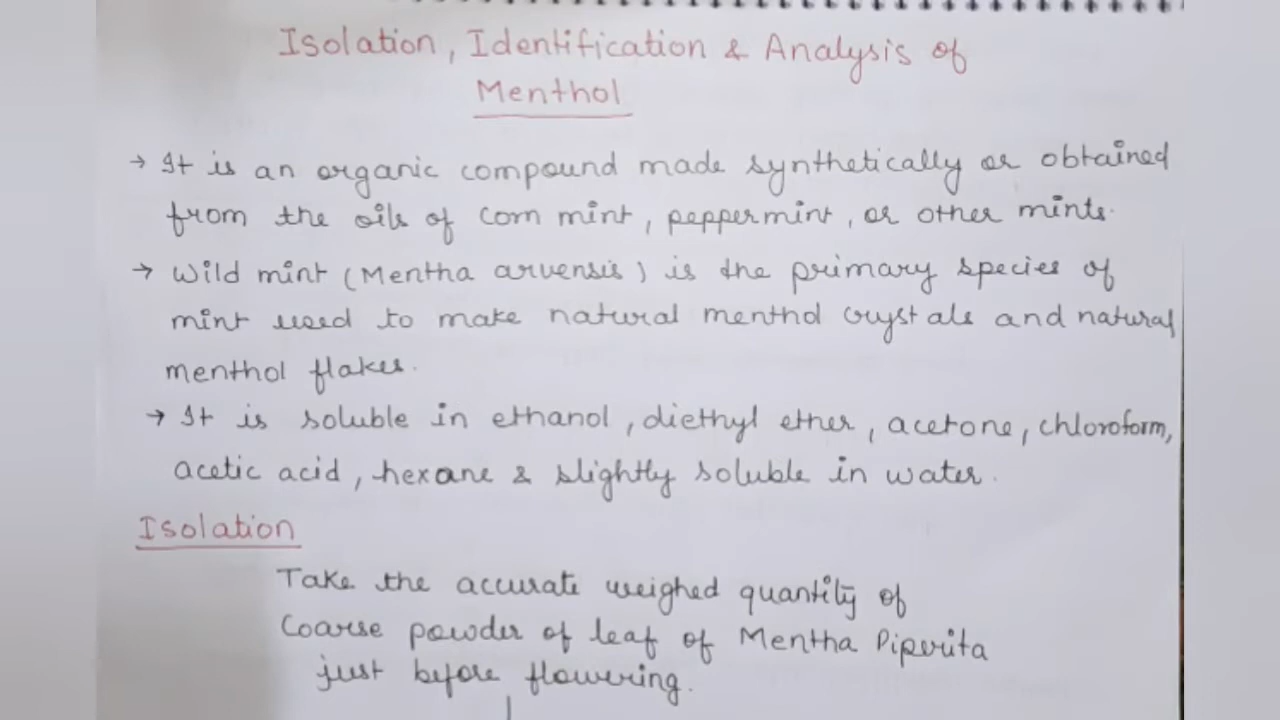 Isolation, Identification & Analysis of
Menthol
→ It is an organic compound made synthetically or obtained
from the oils of corn mint, peppermint, or other mints.
→ Wild mint (Mentha arvensis) is the primary species of
mint used to make natural menthol crystals and natural
menthol flakes.
→ It is soluble in ethanol, diethyl ether, acetone, chloroform,
acetic acid, hexane & slightly soluble in water.
Isolation
Take the accurate weighed quantity of
Coarse powder of leaf of Mentha Piperita
just before flowering.